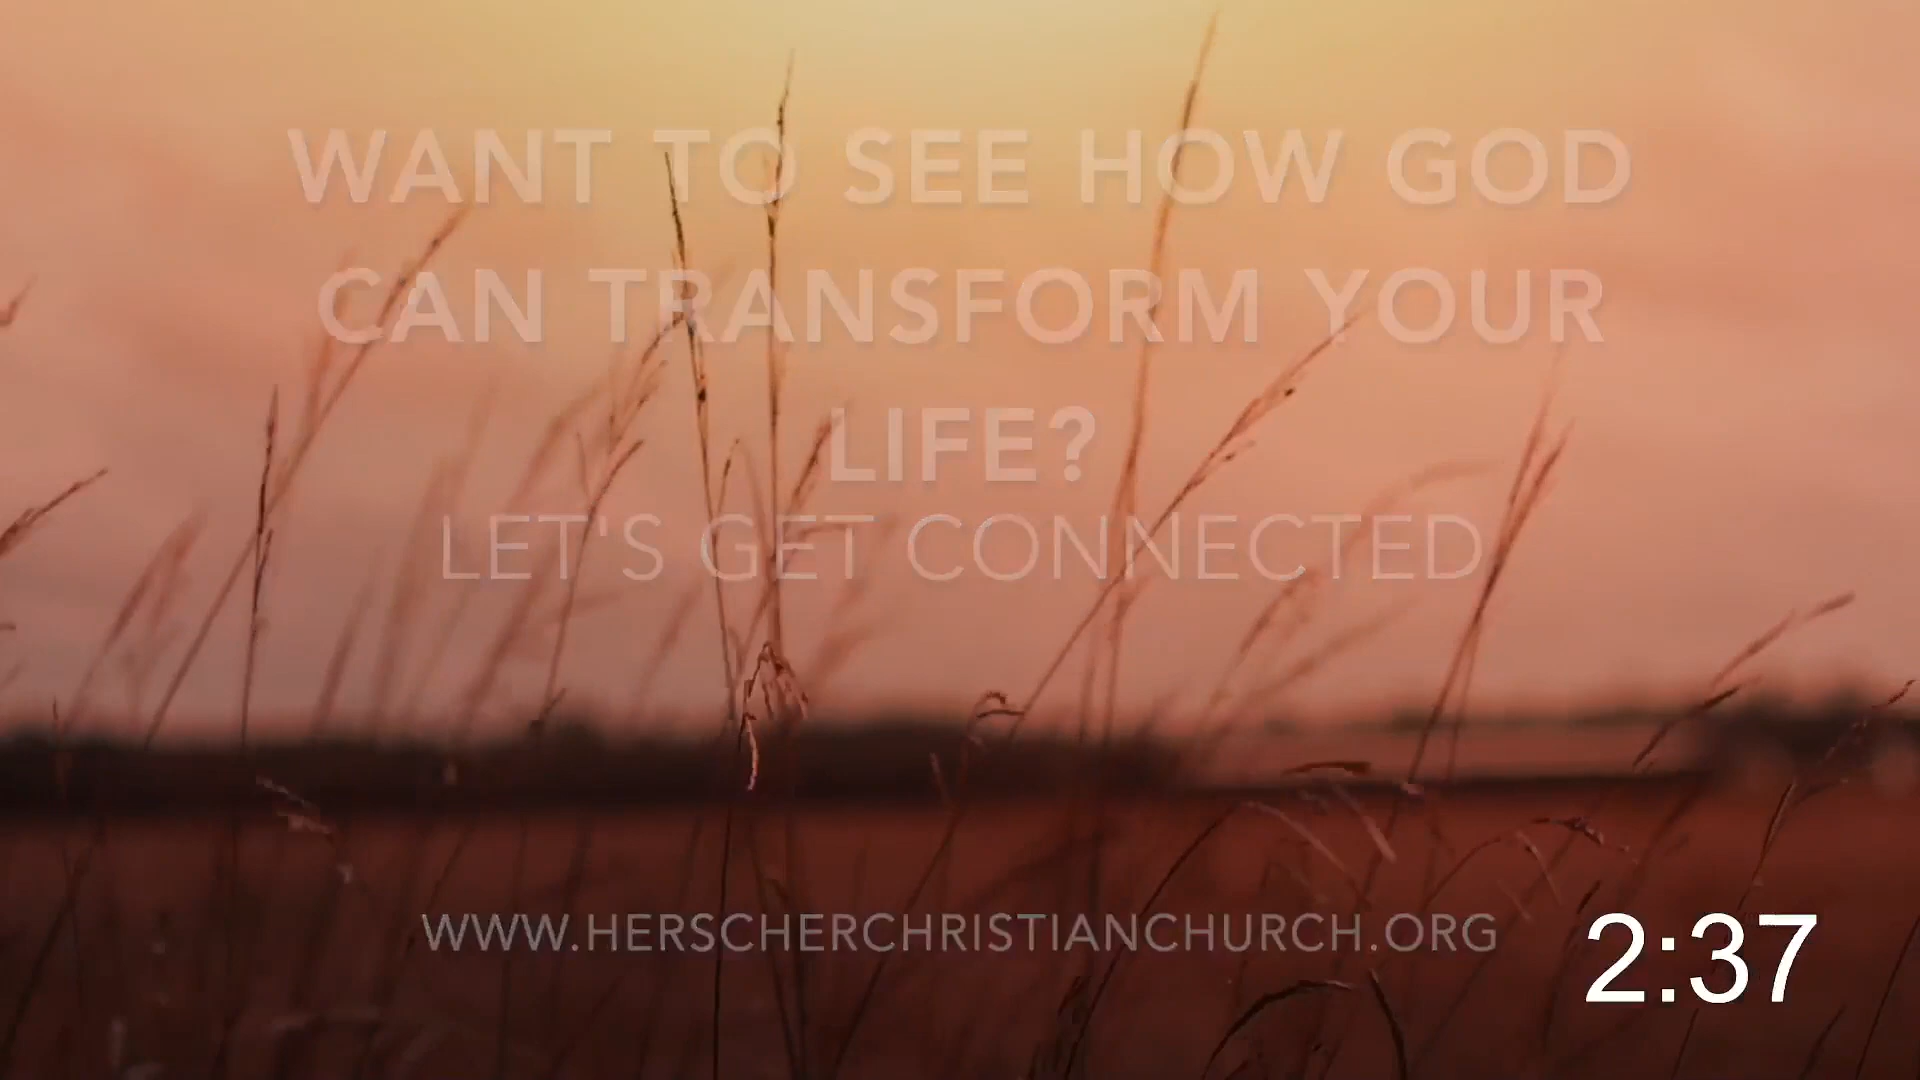 WANT TO SEE HOW GOD
CAN TRANSFORM YOUR
LIFE?
LET'S GET CONNECTED
WWW.HERSCHERCHRISTIANCHURCH.ORG
2:37